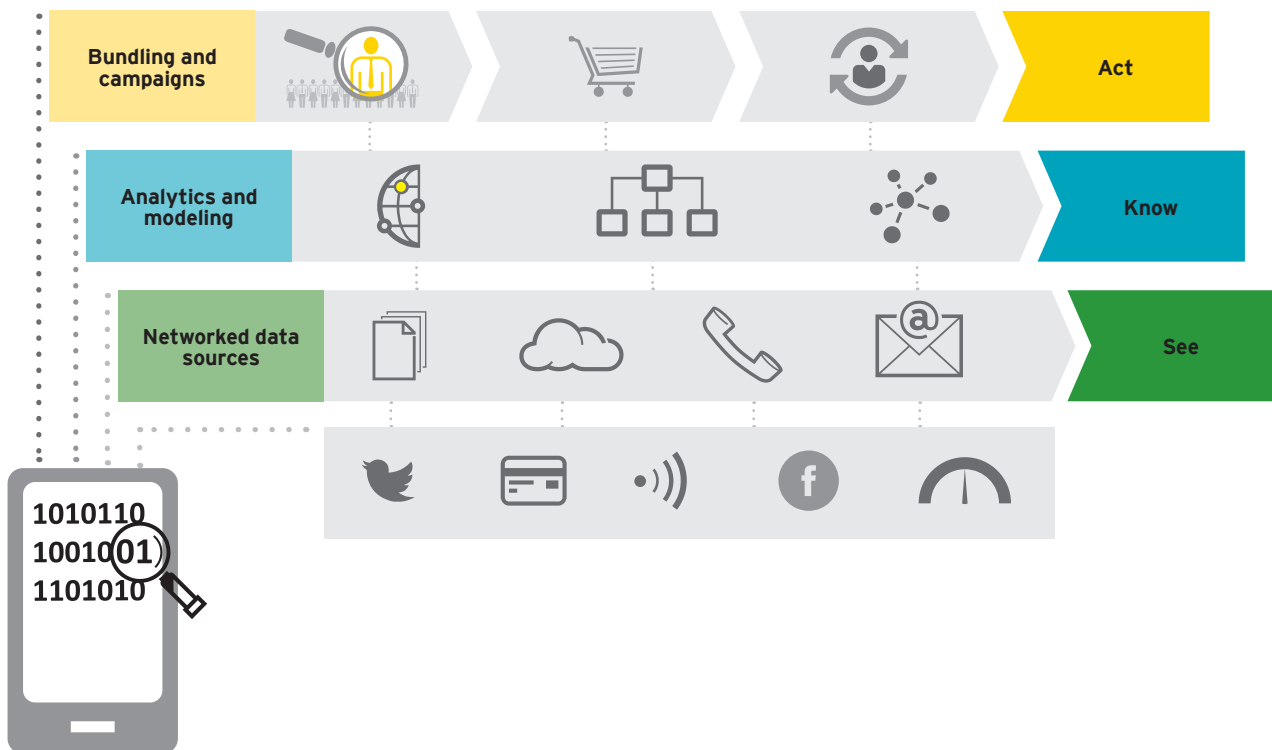 Bundling and
campaigns
Act
Analytics and
modeling
Know
Networked data
sources
@
See
f
1010110
1001001
1101010